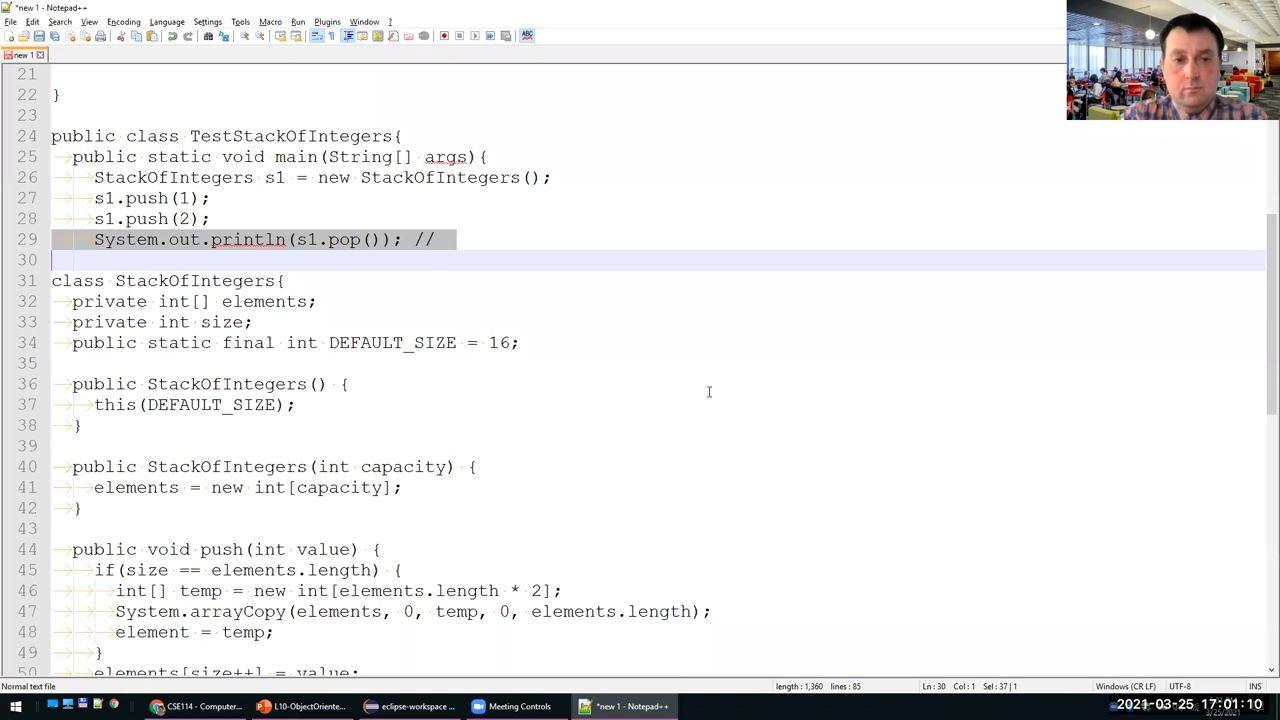 *new 1 - Notepad++
File Edit Search View Encoding Language Settings Tools Macro Run Plugins Window ?
new 1
21
22 }
23
24 public class TestStackOfIntegers{
25 public static void main(String[] args){
26 StackOfIntegers s1 = new StackOfIntegers();
27 s1.push(1);
28 s1.push(2);
29 System.out.println(s1.pop()); //
30
31 class StackOfIntegers{
32 private int[] elements;
33 private int size;
34 public static final int DEFAULT_SIZE = 16;
35
36 public StackOfIntegers() {
37 this(DEFAULT_SIZE);
38 }
39
40 public StackOfIntegers(int capacity) {
41 elements = new int[capacity];
42 }
43
44 public void push(int value) {
45 if(size == elements.length) {
46 int[] temp = new int[elements.length * 2];
47 System.arrayCopy(elements, 0, temp, 0, elements.length);
48 element = temp;
49 }
50 elements[size++] = value;
Normal text file length : 1,360 lines : 85 Ln : 30 Col : 1 Sel : 37 | 1 Windows (CR LF) UTF-8 INS
CSE114 - Computer... L10-ObjectOriente... eclipse-workspace ... Meeting Controls *new 1 - Notepad++ 2021-03-25 17:01:10